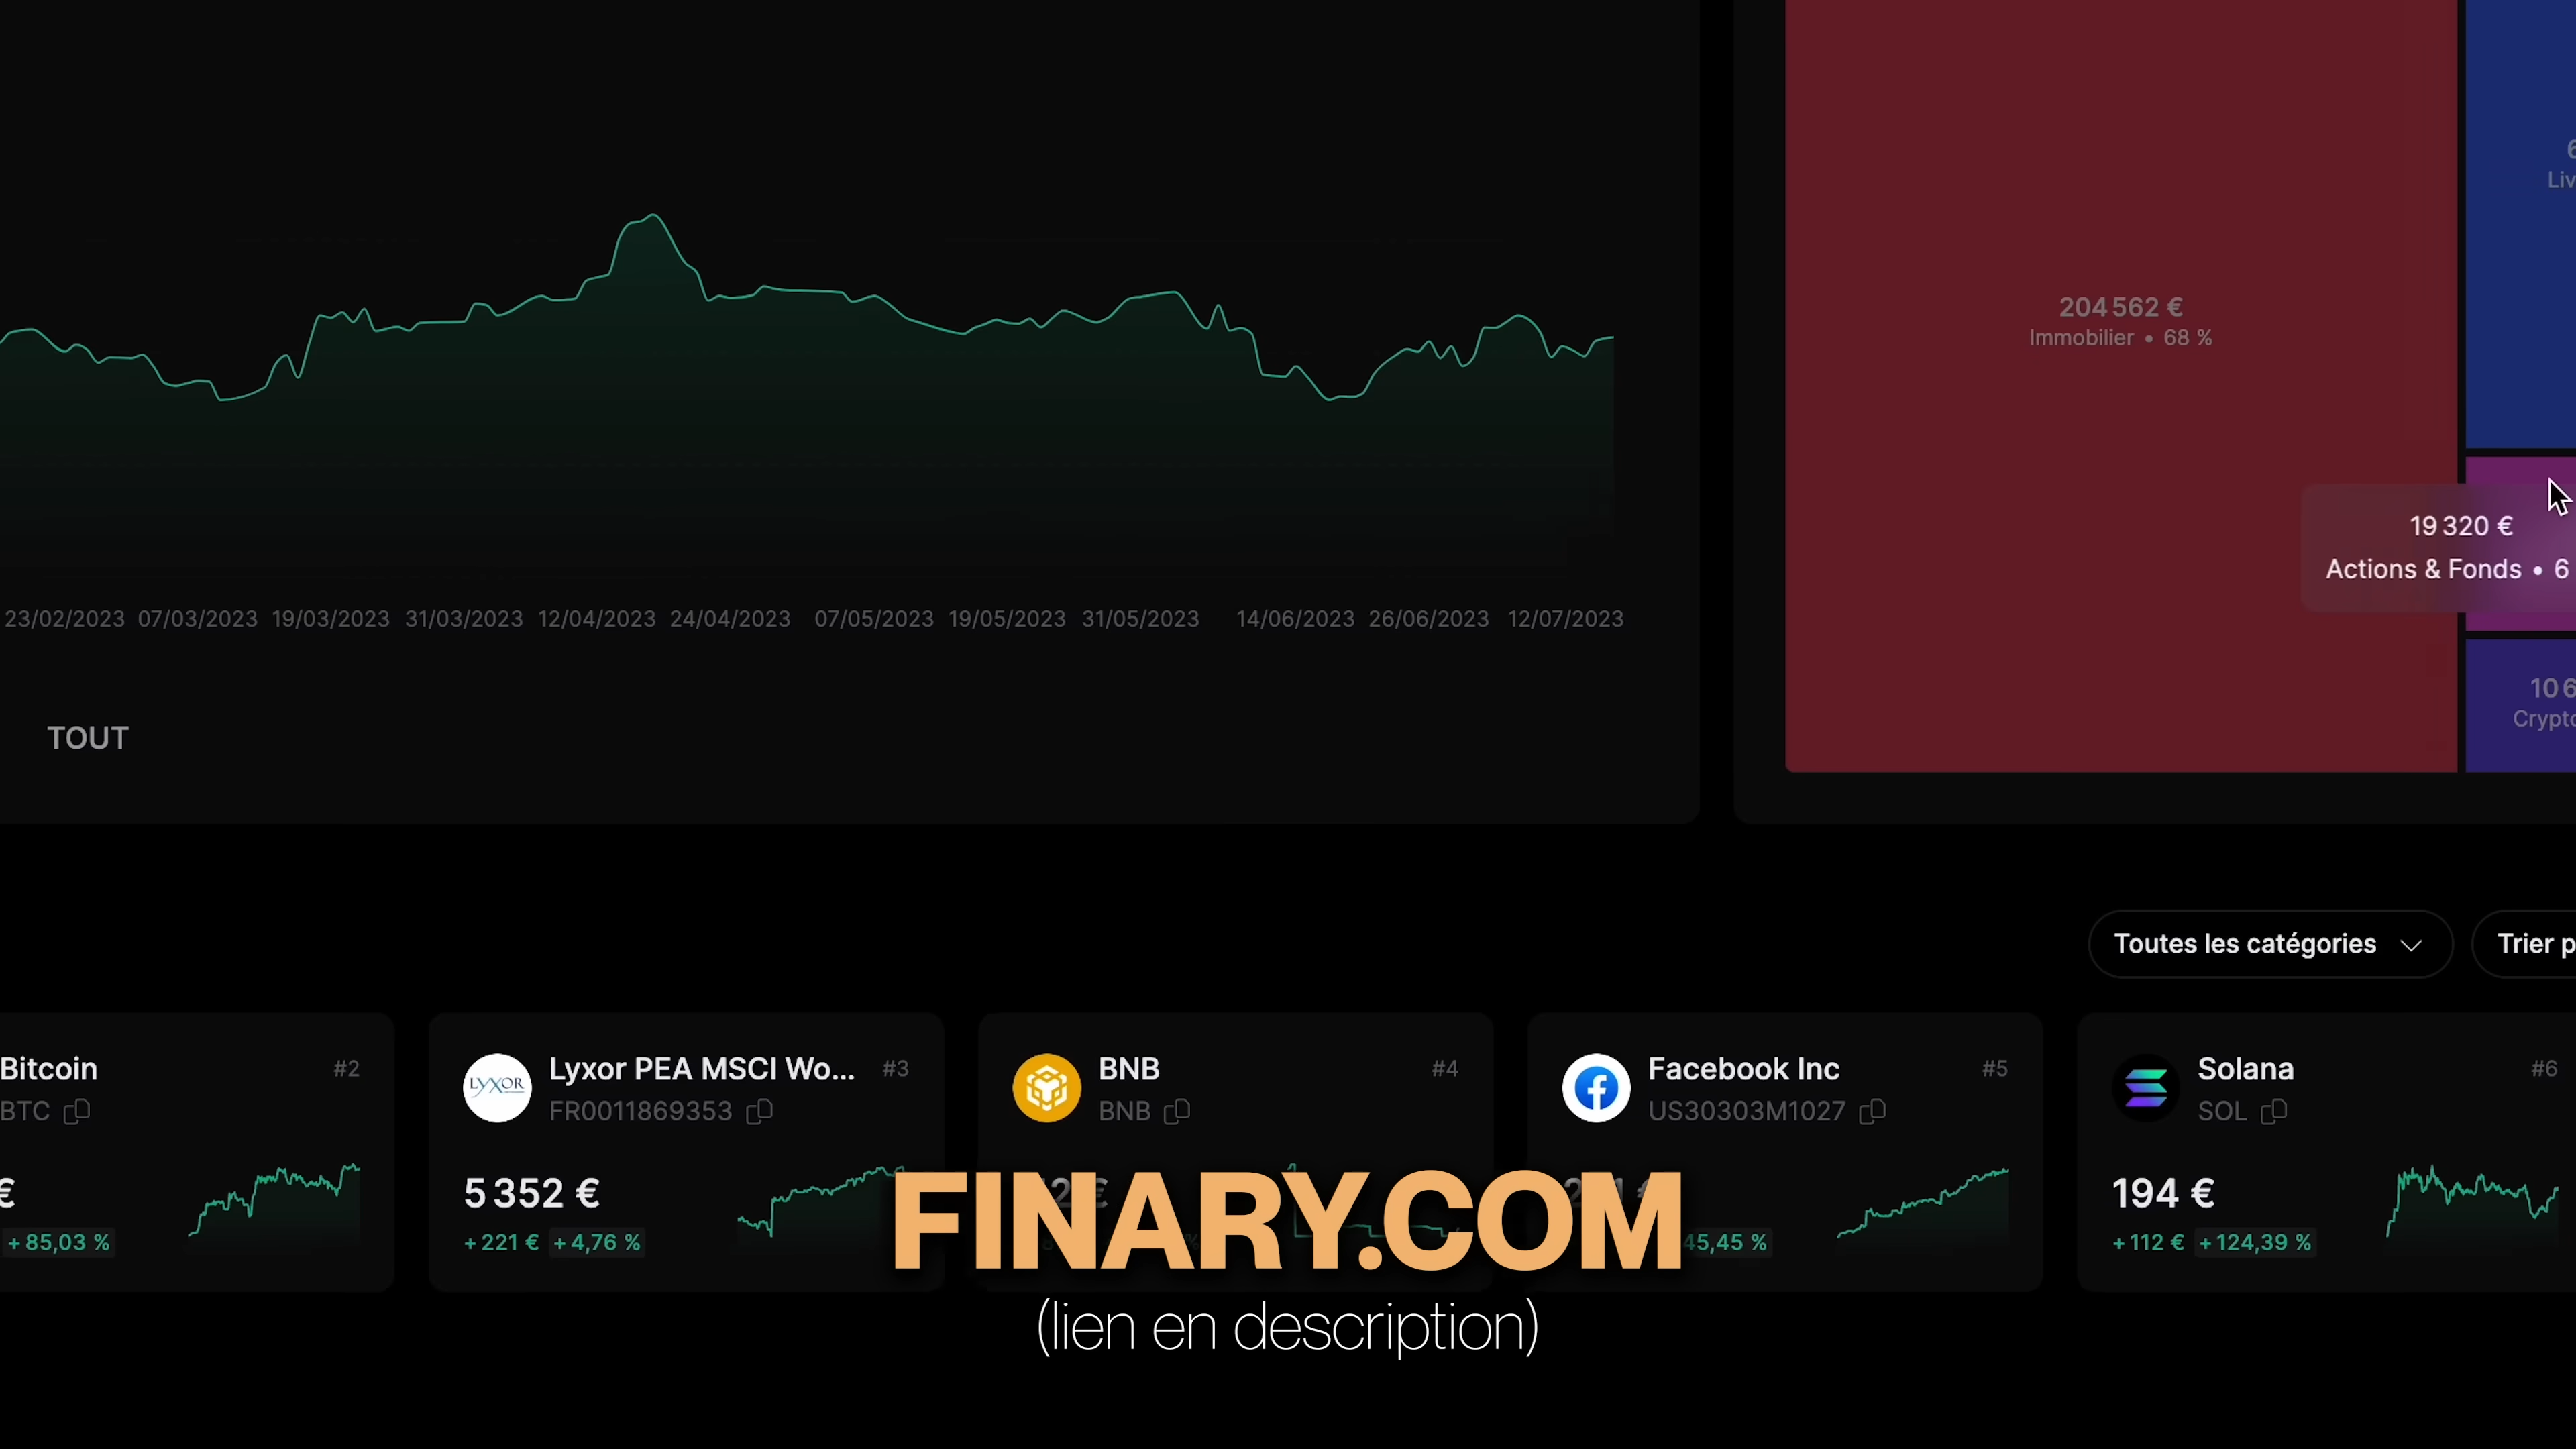 204 562 €
Immobilier • 68 %
19 320 €
Actions & Fonds • 6
23/02/2023 07/03/2023 19/03/2023 31/03/2023 12/04/2023 24/04/2023 07/05/2023 19/05/2023 31/05/2023 14/06/2023 26/06/2023 12/07/2023
TOUT
Toutes les catégories
Trier
Bitcoin #2
BTC
€
+ 85,03 %
LYXOR
Lyxor PEA MSCI Wo... #3
FR0011869353
5 352 €
+ 221 € + 4,76 %
BNB #4
BNB
Facebook Inc #5
US30303M1027
45,45 %
Solana #6
SOL
194 €
+ 112 € + 124,39 %
FINARY.COM
(lien en description)